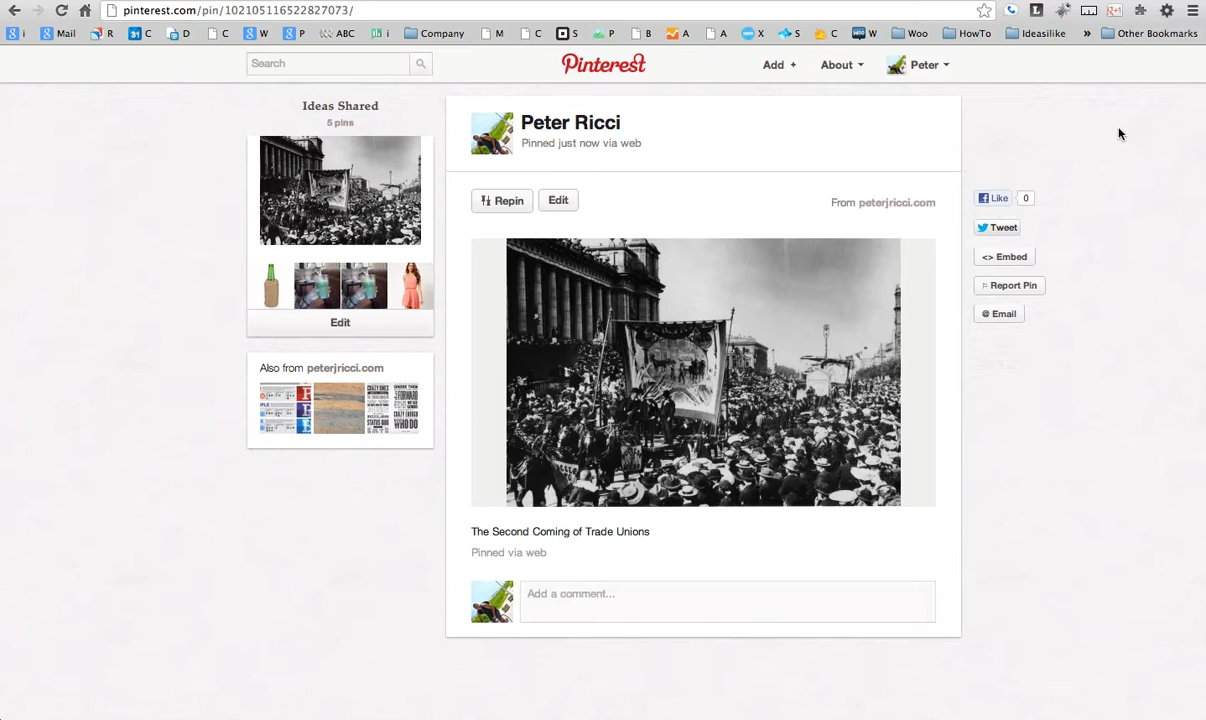 pinterest.com/pin/102105116522827073/
i Mail R C D C W P ABC i Company M C S P B A A X S C W Woo HowTo Ideasilike » Other Bookmarks
Search
Pinterest
Add +
About
Peter
Ideas Shared
5 pins
Edit
Also from peterjricci.com
Peter Ricci
Pinned just now via web
Repin
Edit
From peterjricci.com
Like 0
Tweet
<> Embed
Report Pin
@ Email
The Second Coming of Trade Unions
Pinned via web
Add a comment...